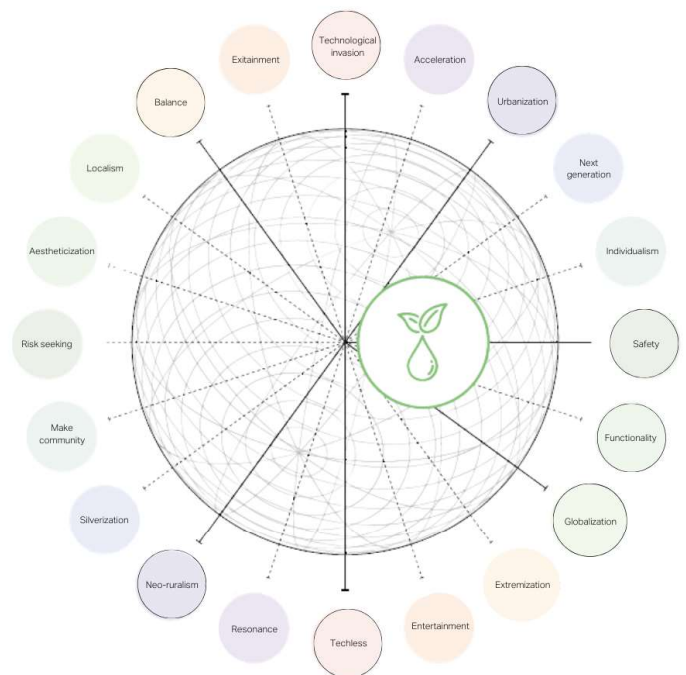 Technological
invasion
Exitainment
Acceleration
Balance
Urbanization
Localism
Next
generation
Aestheticization
Individualism
Risk seeking
Safety
Make
community
Functionality
Silverization
Globalization
Neo-ruralism
Extremization
Resonance
Entertainment
Techless